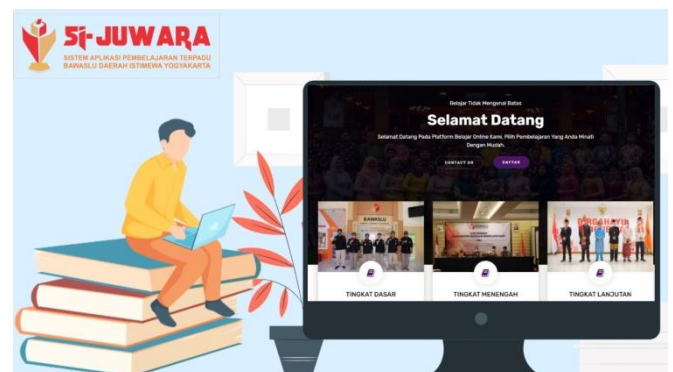 Si-JUWARA
SISTEM APLIKASI PEMBELAJARAN TERPADU
BAWASLU DAERAH ISTIMEWA YOGYAKARTA
Belajar Tidak Mengenal Batas
Selamat Datang
Selamat Datang Pada Platform Belajar Online Kami, Pilih Pembelajaran Yang Anda Minati
Dengan Mudah.
CONTACT US
DAFTAR
BAWASLU
DIRGAHAYU
TINGKAT DASAR
TINGKAT MENENGAH
TINGKAT LANJUTAN